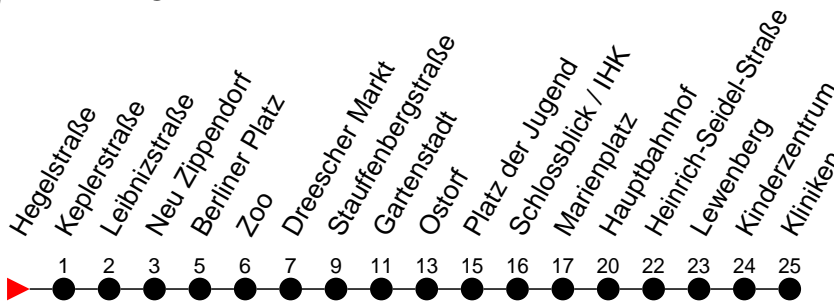 Hegelstraße
Keplerstraße
Leibnizstraße
Neu Zippendorf
Berliner Platz
Zoo
Dreescher Markt
Stauffenbergstraße
Gartenstadt
Ostorf
Platz der Jugend
Schlossblick / IHK
Marienplatz
Hauptbahnhof
Heinrich-Seidel-Straße
Lewenberg
Kinderzentrum
Kliniken
1 2 3 5 6 7 9 11 13 15 16 17 20 22 23 24 25